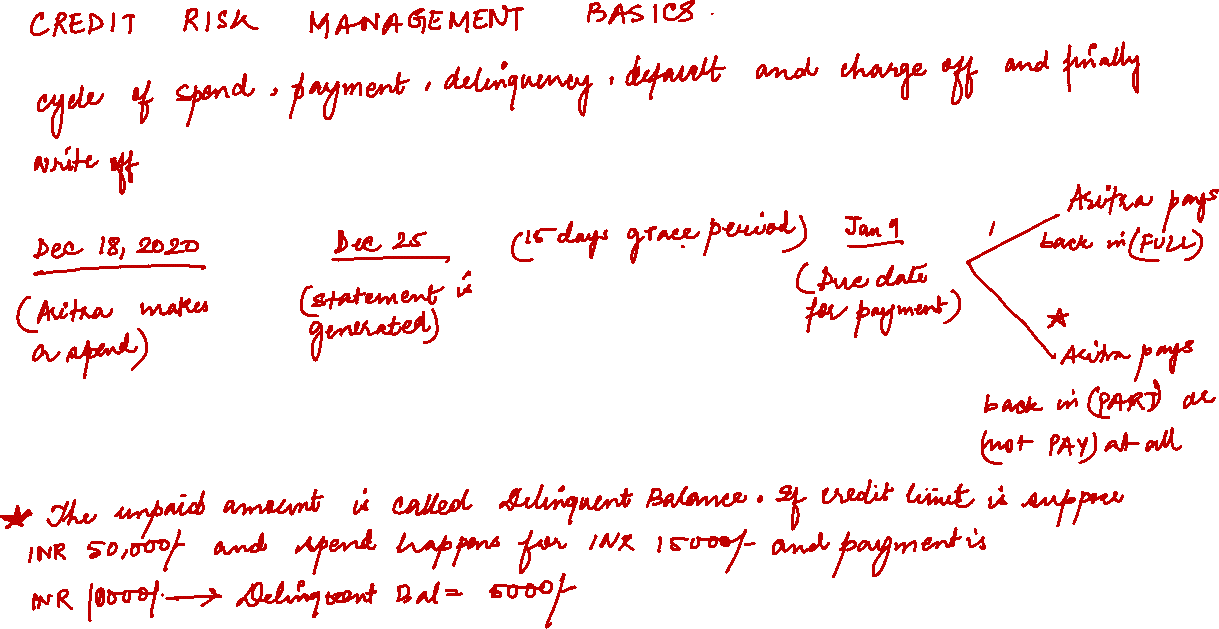 CREDIT RISK MANAGEMENT BASICS.
cycle of spend, payment, delinquency, default and charge off and finally
write off
Dec 18, 2020
(Aritra makes
a spend)
Dec 25
(statement is
generated)
(15 days grace period)
Jan 9
(Due date
for payment)
Aritra pays
back in (FULL)
★
Aritra pays
back in (PART) or
(not PAY) at all
★ The unpaid amount is called Delinquent Balance. If credit limit is suppose
INR 50,000/- and spend happens for INR 15000/- and payment is
INR 10000/- → Delinquent Bal = 5000/-